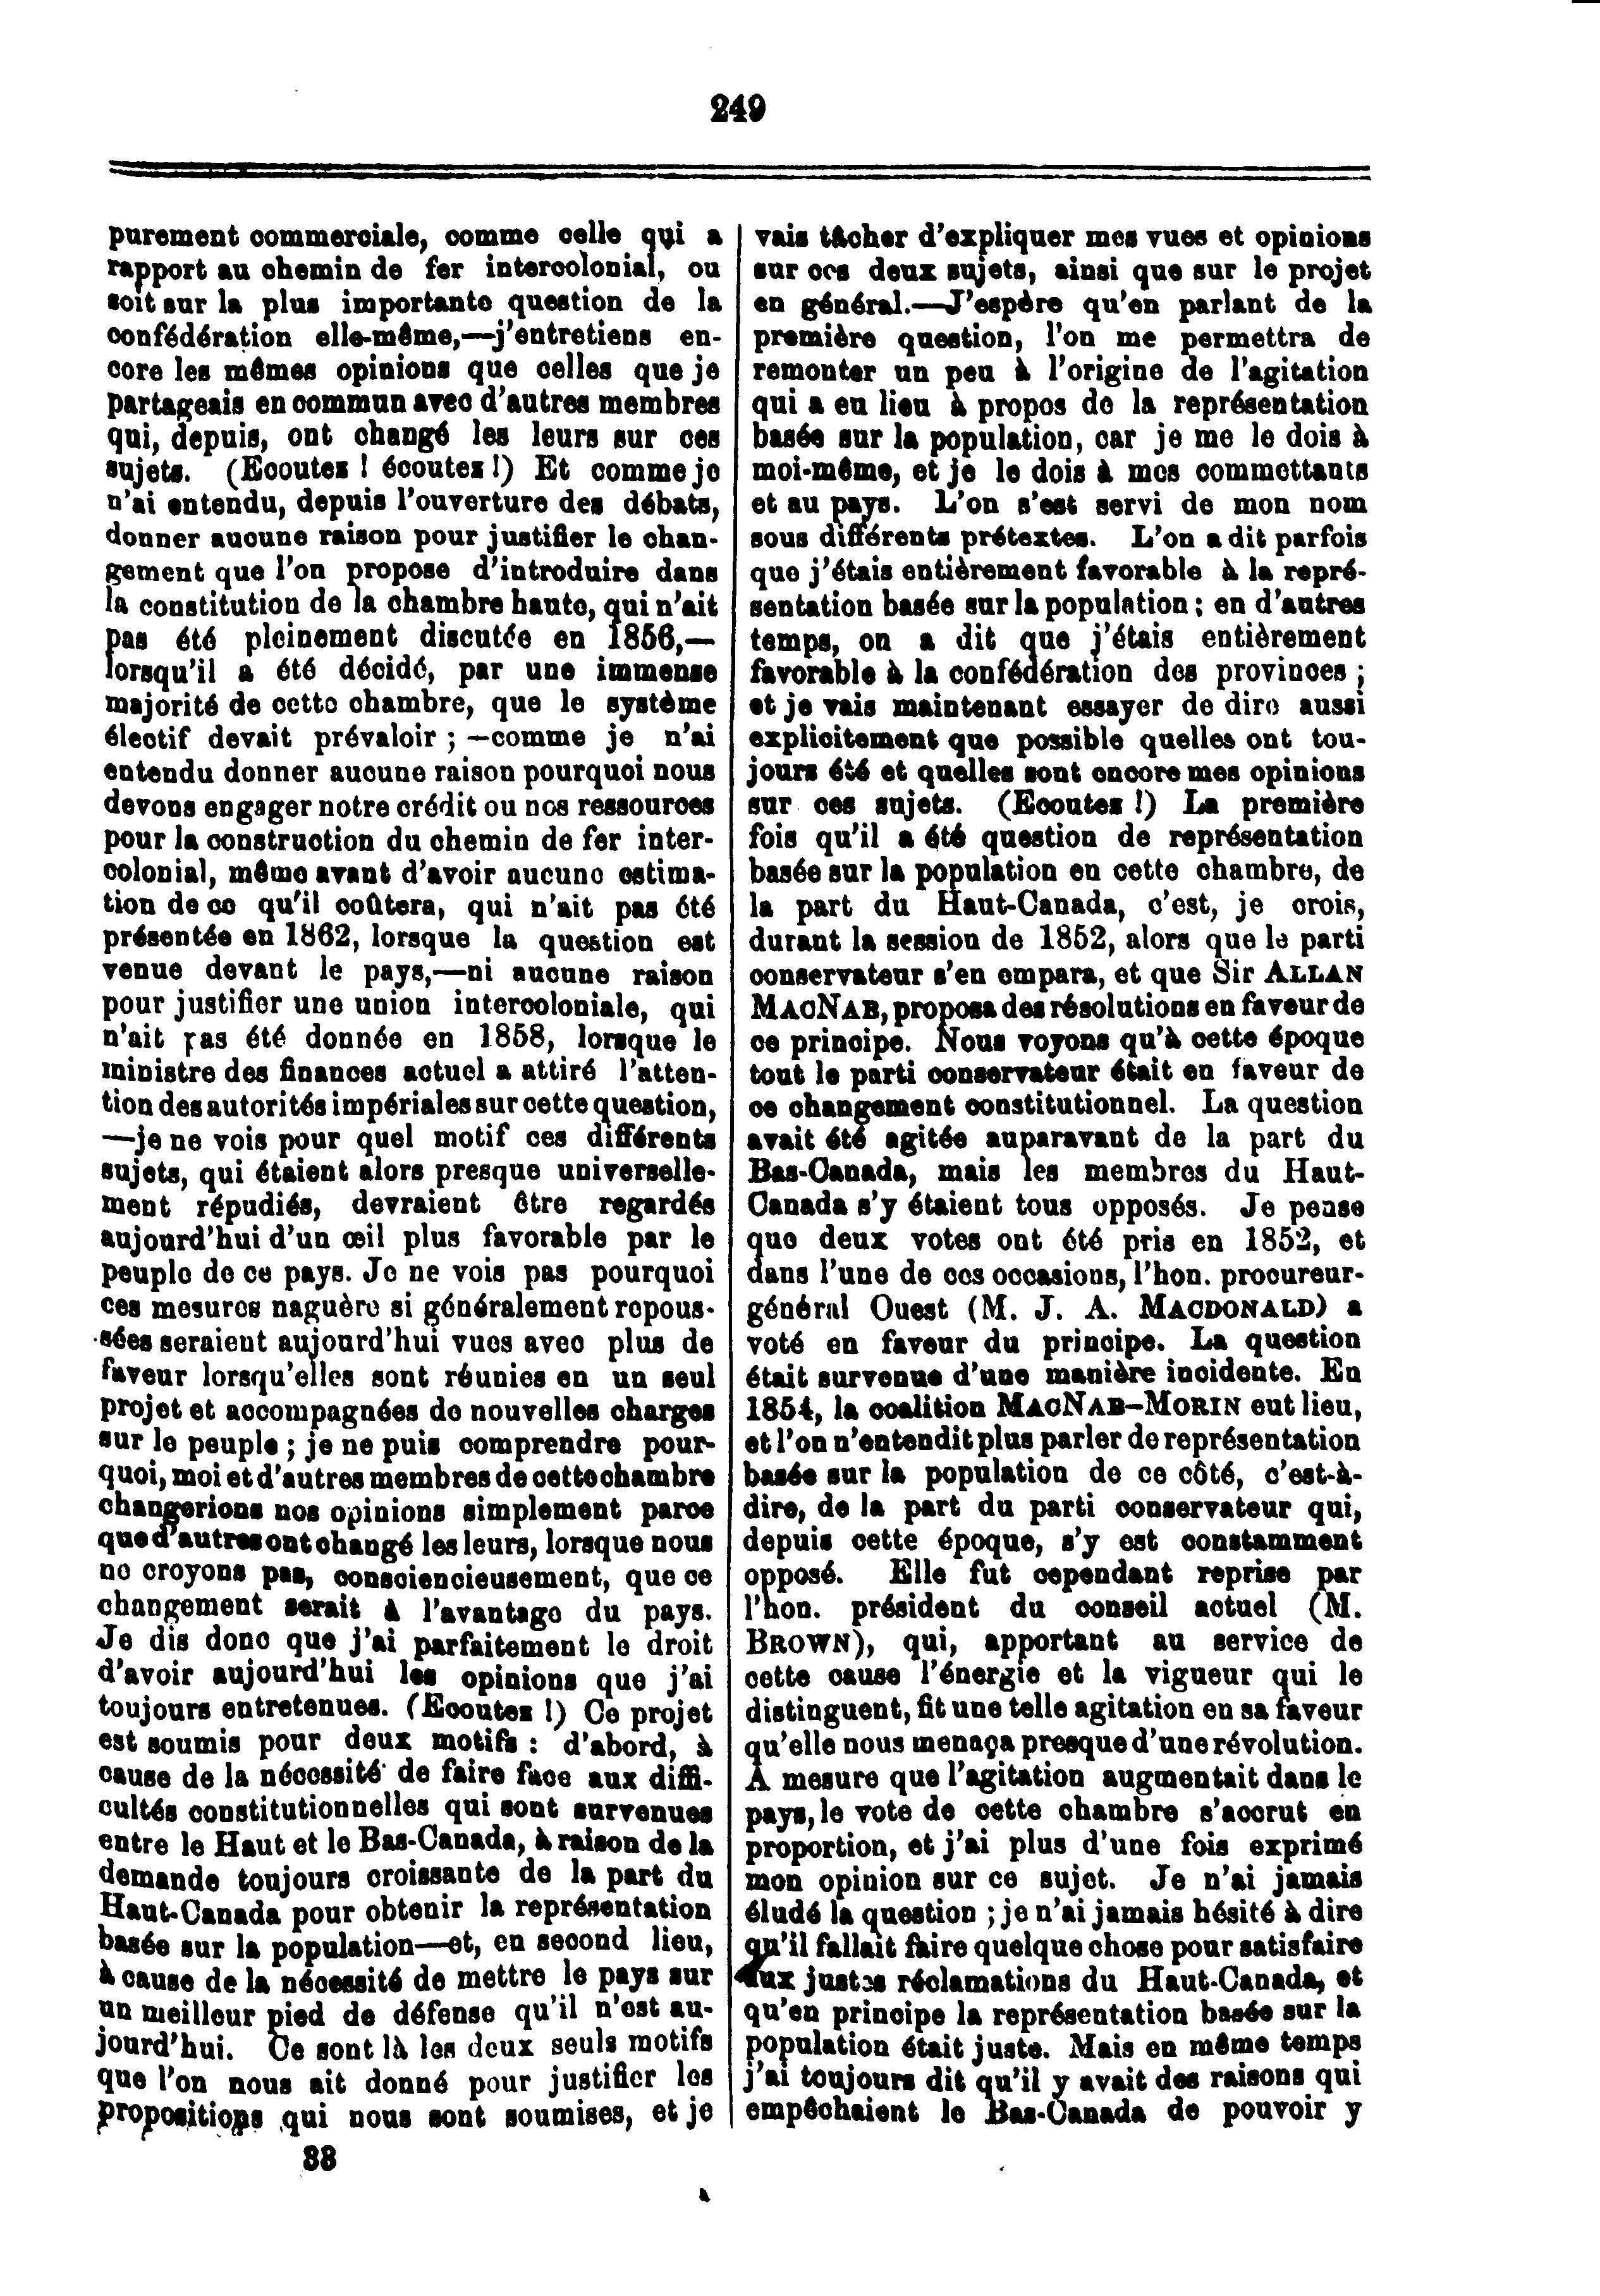 249
purement commerciale, comme celle qui a
rapport au chemin de fer intercolonial, ou
soit sur la plus importante question de la
confédération elle-même,—j'entretiens en-
core les mêmes opinions que celles que je
partageais en commun avec d'autres membres
qui, depuis, ont changé les leurs sur ces
sujets. (Ecoutez ! écoutez !) Et comme je
n'ai entendu, depuis l'ouverture des débats,
donner aucune raison pour justifier le chan-
gement que l'on propose d'introduire dans
la constitution de la chambre haute, qui n'ait
pas été pleinement discutée en 1856,—
lorsqu'il a été décidé, par une immense
majorité de cette chambre, que le système
électif devait prévaloir ; —comme je n'ai
entendu donner aucune raison pourquoi nous
devons engager notre crédit ou nos ressources
pour la construction du chemin de fer inter-
colonial, même avant d'avoir aucune estima-
tion de ce qu'il coûtera, qui n'ait pas été
présentée en 1862, lorsque la question est
venue devant le pays,—ni aucune raison
pour justifier une union intercoloniale, qui
n'ait pas été donnée en 1858, lorsque le
ministre des finances actuel a attiré l'atten-
tion des autorités impériales sur cette question,
—je ne vois pour quel motif ces différents
sujets, qui étaient alors presque universelle-
ment répudiés, devraient être regardés
aujourd'hui d'un œil plus favorable par le
peuple de ce pays. Je ne vois pas pourquoi
ces mesures naguère si généralement repous-
sées seraient aujourd'hui vues avec plus de
faveur lorsqu'elles sont réunies en un seul
projet et accompagnées de nouvelles charges
sur le peuple ; je ne puis comprendre pour-
quoi, moi et d'autres membres de cette chambre
changerions nos opinions simplement parce
que d'autres ont changé les leurs, lorsque nous
ne croyons pas, consciencieusement, que ce
changement serait à l'avantage du pays.
Je dis donc que j'ai parfaitement le droit
d'avoir aujourd'hui les opinions que j'ai
toujours entretenues. (Ecoutez !) Ce projet
est soumis pour deux motifs : d'abord, à
cause de la nécessité de faire face aux diffi-
cultés constitutionnelles qui sont survenues
entre le Haut et le Bas-Canada, à raison de la
demande toujours croissante de la part du
Haut-Canada pour obtenir la représentation
basée sur la population—et, en second lieu,
à cause de la nécessité de mettre le pays sur
un meilleur pied de défense qu'il n'est au-
jourd'hui. Ce sont là les deux seuls motifs
que l'on nous ait donné pour justifier les
propositions qui nous sont soumises, et je
33
vais tâcher d'expliquer mes vues et opinions
sur ces deux sujets, ainsi que sur le projet
en général.—J'espère qu'en parlant de la
première question, l'on me permettra de
remonter un peu à l'origine de l'agitation
qui a eu lieu à propos de la représentation
basée sur la population, car je me le dois à
moi-même, et je le dois à mes commettants
et au pays. L'on s'est servi de mon nom
sous différents prétextes. L'on a dit parfois
que j'étais entièrement favorable à la repré-
sentation basée sur la population ; en d'autres
temps, on a dit que j'étais entièrement
favorable à la confédération des provinces ;
et je vais maintenant essayer de dire aussi
explicitement que possible quelles ont tou-
jours été et quelles sont encore mes opinions
sur ces sujets. (Ecoutez !) La première
fois qu'il a été question de représentation
basée sur la population en cette chambre, de
la part du Haut-Canada, c'est, je crois,
durant la session de 1852, alors que le parti
conservateur s'en empara, et que Sir ALLAN
MACNAB, proposa des résolutions en faveur de
ce principe. Nous voyons qu'à cette époque
tout le parti conservateur était en faveur de
ce changement constitutionnel. La question
avait été agitée auparavant de la part du
Bas-Canada, mais les membres du Haut-
Canada s'y étaient tous opposés. Je pense
que deux votes ont été pris en 1852, et
dans l'une de ces occasions, l'hon. procureur-
général Ouest (M. J. A. MACDONALD) a
voté en faveur du principe. La question
était survenue d'une manière incidente. En
1854, la coalition MACNAB-MORIN eut lieu,
et l'on n'entendit plus parler de représentation
basée sur la population de ce côté, c'est-à-
dire, de la part du parti conservateur qui,
depuis cette époque, s'y est constamment
opposé. Elle fut cependant reprise par
l'hon. président du conseil actuel (M.
BROWN), qui, apportant au service de
cette cause l'énergie et la vigueur qui le
distinguent, fit une telle agitation en sa faveur
qu'elle nous menaça presque d'une révolution.
A mesure que l'agitation augmentait dans le
pays, le vote de cette chambre s'accrut en
proportion, et j'ai plus d'une fois exprimé
mon opinion sur ce sujet. Je n'ai jamais
éludé la question ; je n'ai jamais hésité à dire
qu'il fallait faire quelque chose pour satisfaire
aux justes réclamations du Haut-Canada, et
qu'en principe la représentation basée sur la
population était juste. Mais en même temps
j'ai toujours dit qu'il y avait des raisons qui
empêchaient le Bas-Canada de pouvoir y